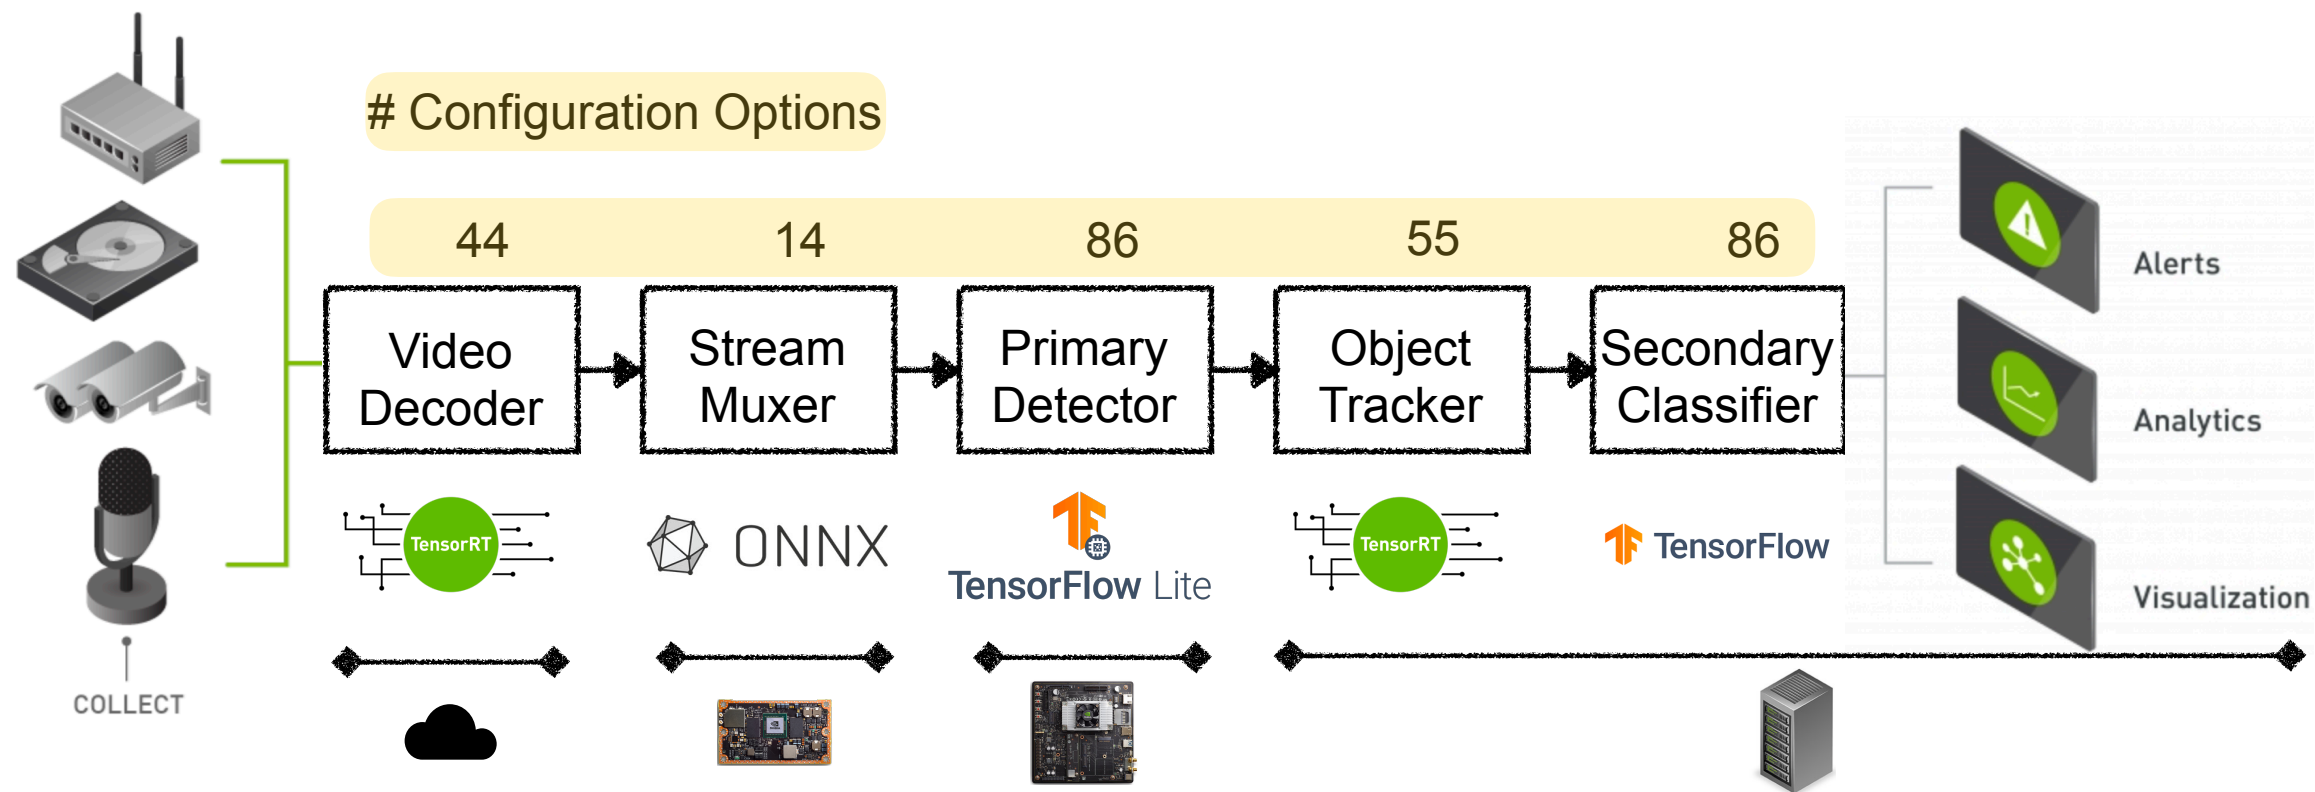 # Configuration Options
44 14 86 55 86
Video
Decoder
Stream
Muxer
Primary
Detector
Object
Tracker
Secondary
Classifier
TensorRT
ONNX
TensorFlow Lite
TensorRT
TensorFlow
Alerts
Analytics
Visualization
COLLECT